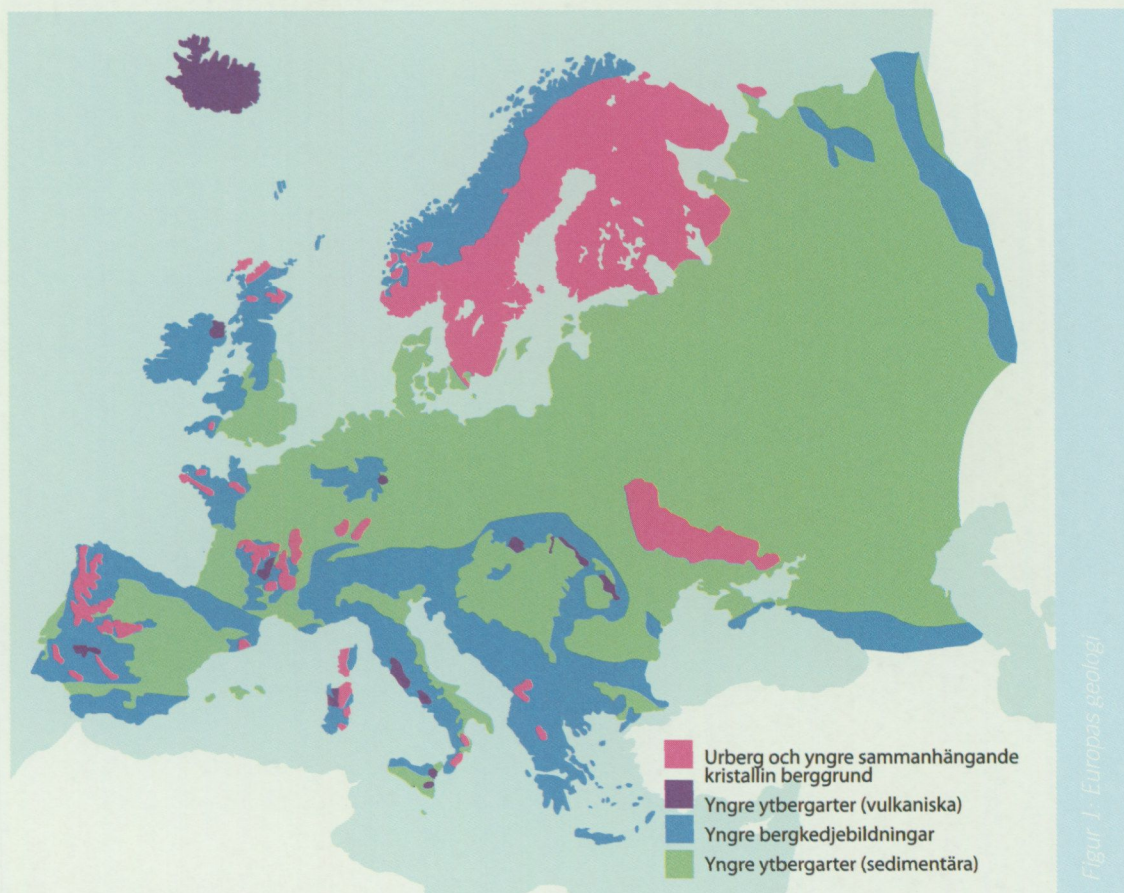 Urberg och yngre sammanhängande
kristallin berggrund
Yngre ytbergarter (vulkaniska)
Yngre bergkedjebildningar
Yngre ytbergarter (sedimentära)
Figur 1: Europas geologi